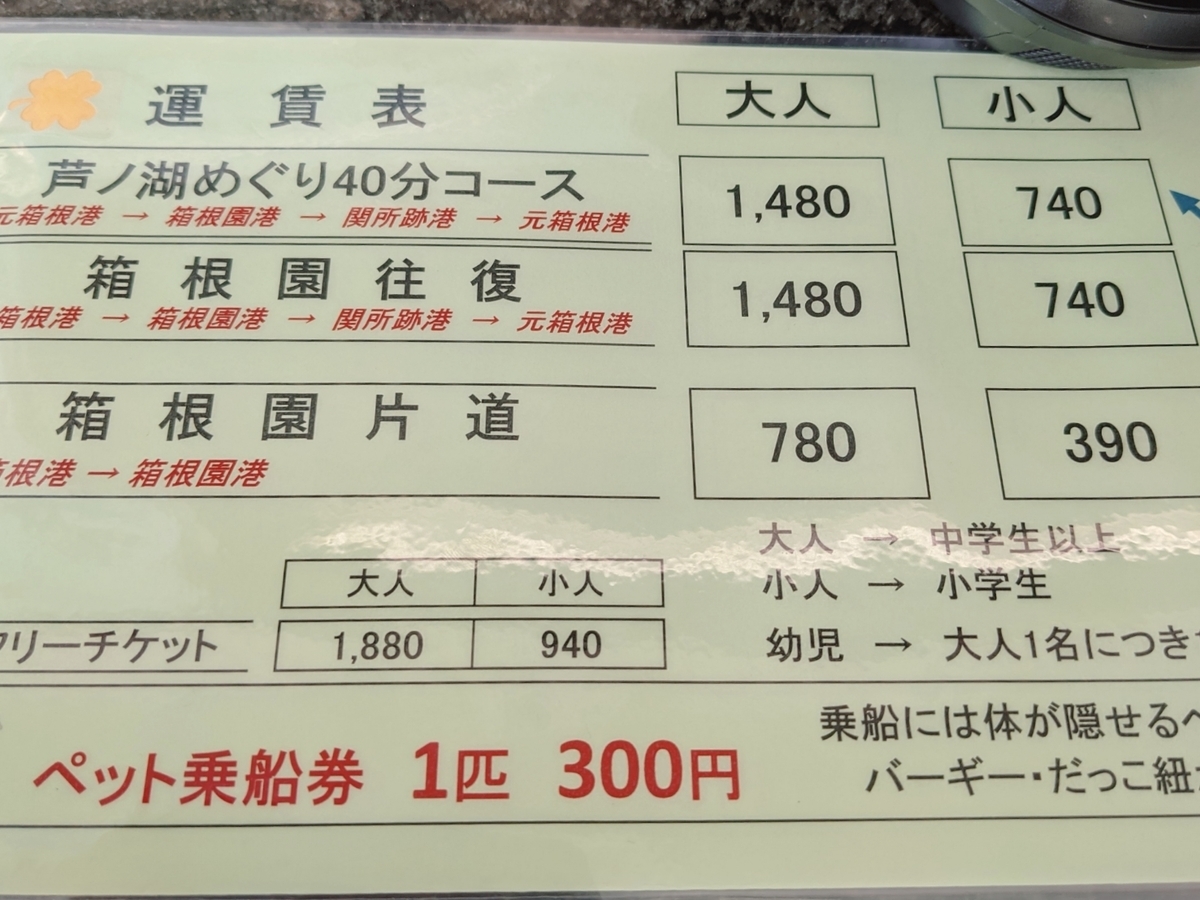 運賃表 大人 小人
芦ノ湖めぐり40分コース 1,480 740
元箱根港 → 箱根園港 → 関所跡港 → 元箱根港
箱根園往復 1,480 740
箱根港 → 箱根園港 → 関所跡港 → 元箱根港
箱根園片道 780 390
箱根港 → 箱根園港
大人 → 中学生以上
大人 小人
小人 → 小学生
フリーチケット 1,880 940
幼児 → 大人1名につき
ペット乗船券 1匹 300円
乗船には体が隠せるペ
バーギー・だっこ紐